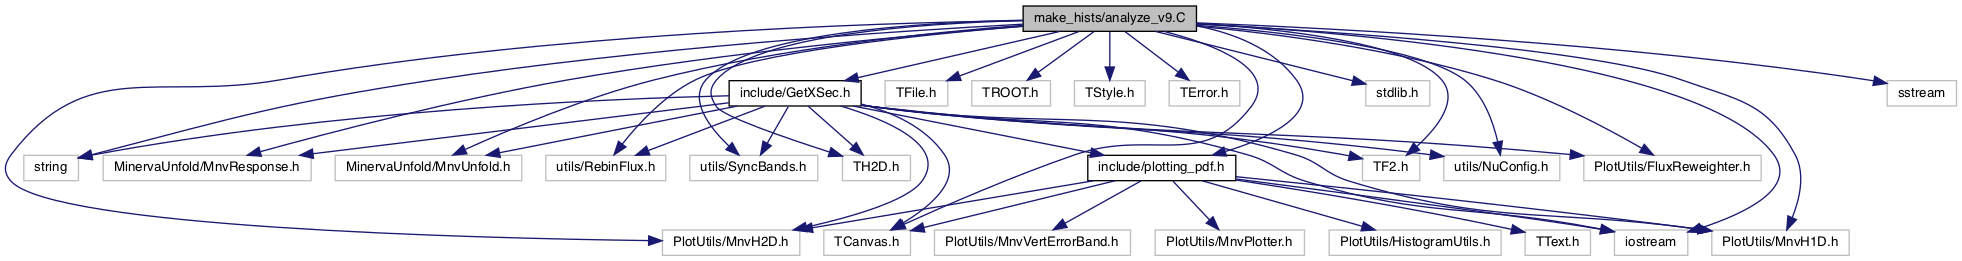 make_hists/analyze_v9.C
include/GetXSec.h
TFile.h
TROOT.h
TStyle.h
TError.h
stdlib.h
sstream
string
MinervaUnfold/MnvResponse.h
MinervaUnfold/MnvUnfold.h
utils/RebinFlux.h
utils/SyncBands.h
TH2D.h
include/plotting_pdf.h
TF2.h
utils/NuConfig.h
PlotUtils/FluxReweighter.h
PlotUtils/MnvH2D.h
TCanvas.h
PlotUtils/MnvVertErrorBand.h
PlotUtils/MnvPlotter.h
PlotUtils/HistogramUtils.h
TText.h
iostream
PlotUtils/MnvH1D.h